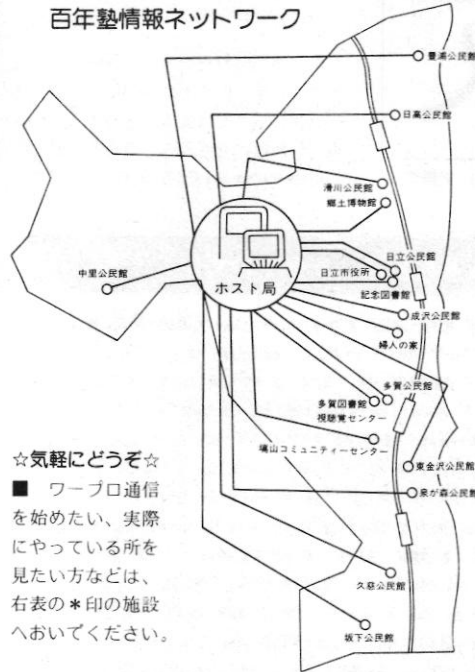 百年塾情報ネットワーク
豊浦公民館
日高公民館
滑川公民館
郷土博物館
日立公民館
日立市役所
記念図書館
中里公民館
ホスト局
成沢公民館
婦人の家
多賀公民館
多賀図書館
視聴覚センター
塙山コミュニティーセンター
東金沢公民館
泉が森公民館
久慈公民館
坂下公民館
☆気軽にどうぞ☆
■ ワープロ通信
を始めたい、実際
にやっている所を
見たい方などは、
右表の＊印の施設
へおいでください。